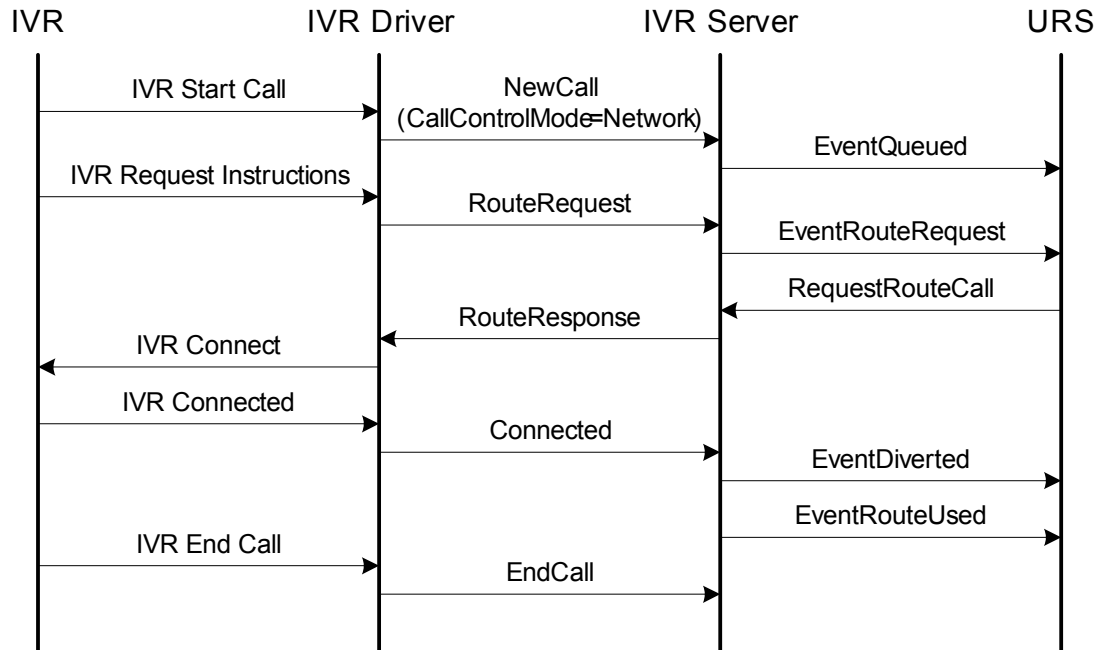 IVR
IVR Driver
IVR Server
URS
IVR Start Call
NewCall
(CallControlMode=Network)
EventQueued
IVR Request Instructions
RouteRequest
EventRouteRequest
RequestRouteCall
RouteResponse
IVR Connect
IVR Connected
Connected
EventDiverted
EventRouteUsed
IVR End Call
EndCall